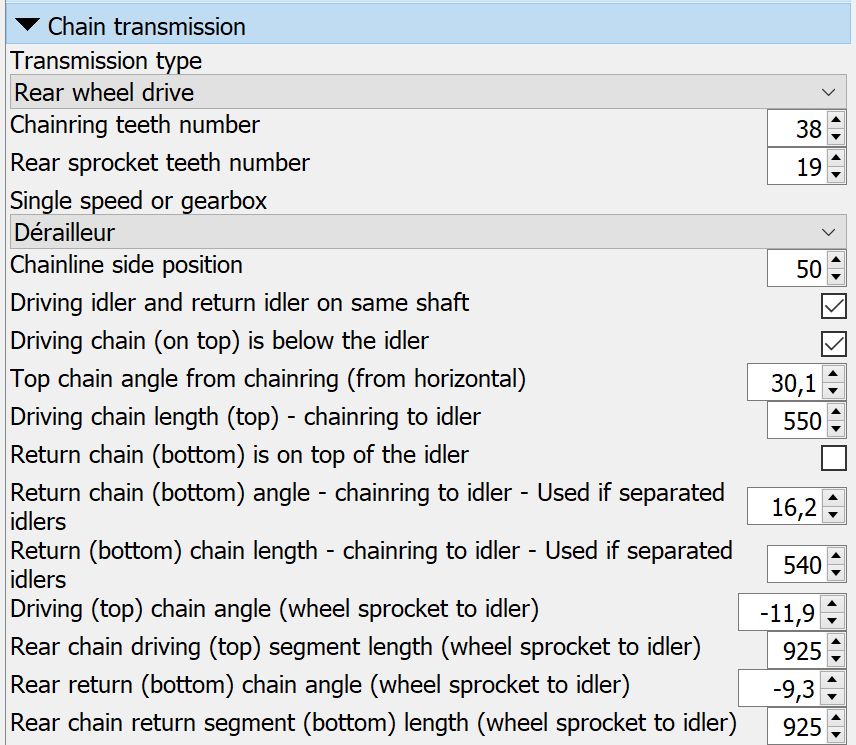 Chain transmission
Transmission type
Rear wheel drive
Chainring teeth number 38
Rear sprocket teeth number 19
Single speed or gearbox
Dérailleur
Chainline side position 50
Driving idler and return idler on same shaft
Driving chain (on top) is below the idler
Top chain angle from chainring (from horizontal) 30,1
Driving chain length (top) - chainring to idler 550
Return chain (bottom) is on top of the idler
Return chain (bottom) angle - chainring to idler - Used if separated
idlers 16,2
Return (bottom) chain length - chainring to idler - Used if separated
idlers 540
Driving (top) chain angle (wheel sprocket to idler) -11,9
Rear chain driving (top) segment length (wheel sprocket to idler) 925
Rear return (bottom) chain angle (wheel sprocket to idler) -9,3
Rear chain return segment (bottom) length (wheel sprocket to idler) 925